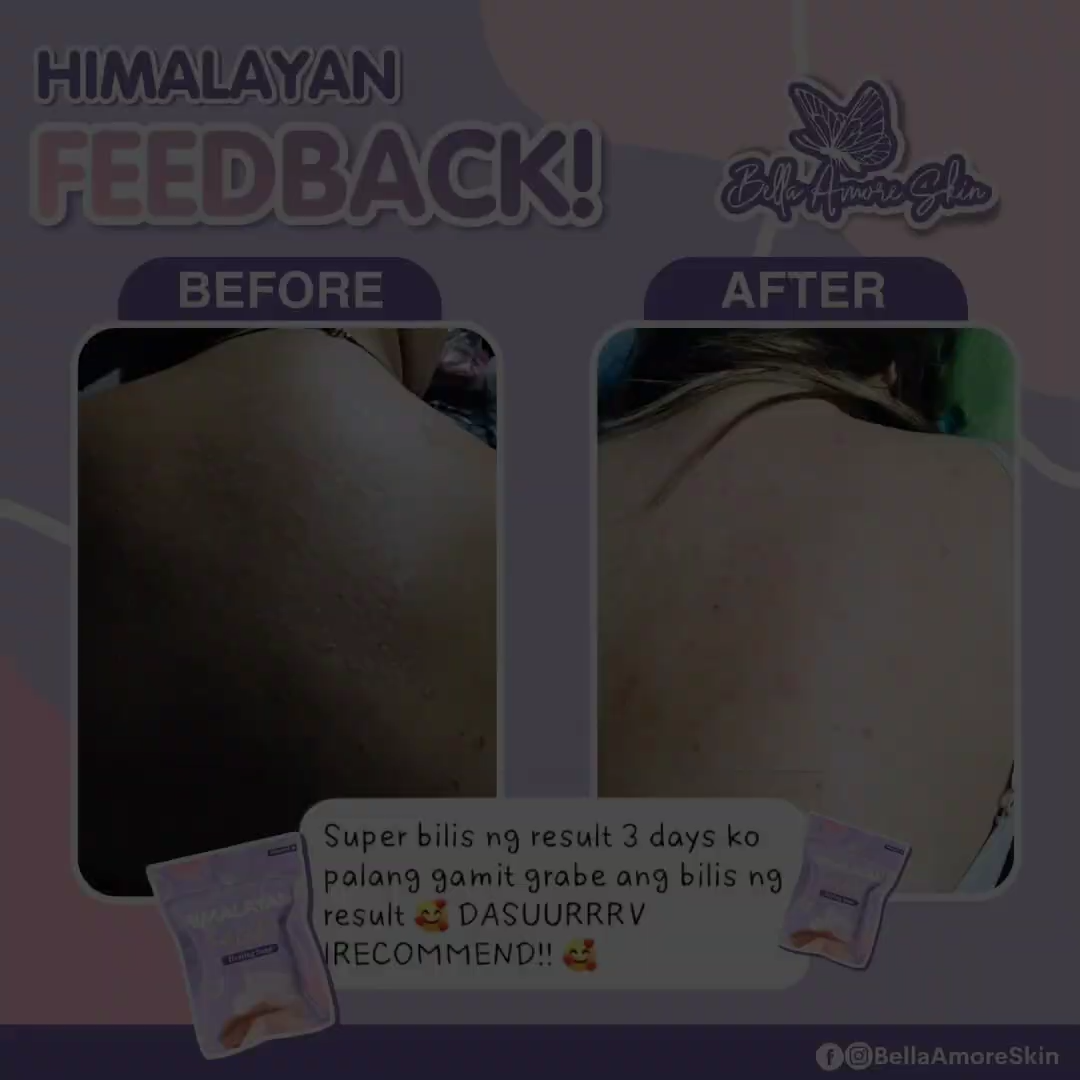 HIMALAYAN
FEEDBACK!
Bella Amore Skin
BEFORE
AFTER
Super bilis ng result 3 days ko
palang gamit grabe ang bilis ng
result 🥰 DASUURRRV
IRECOMMEND!! 🥰
HIMALAYAN
BellaAmoreSkin